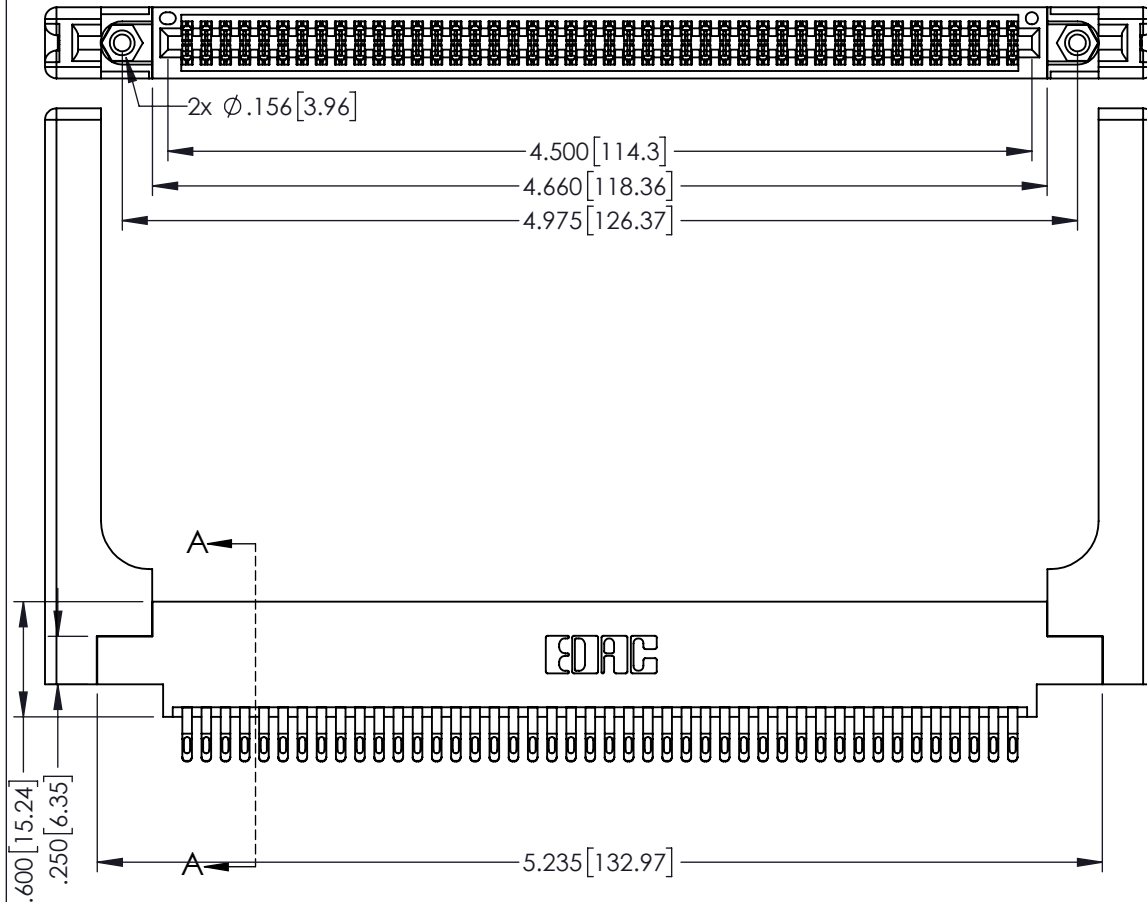 2x ∅.156[3.96]
4.500[114.3]
4.660[118.36]
4.975[126.37]
A
EDAC
.600[15.24]
.250[6.35]
A
5.235[132.97]